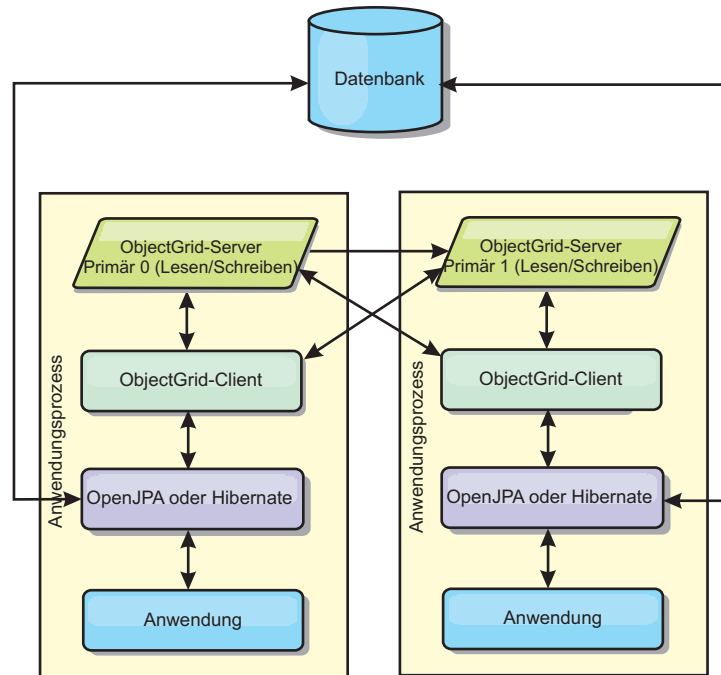 Datenbank
ObjectGrid-Server
Primär 0 (Lesen/Schreiben)
ObjectGrid-Client
OpenJPA oder Hibernate
Anwendung
Anwendungsprozess
ObjectGrid-Server
Primär 1 (Lesen/Schreiben)
ObjectGrid-Client
OpenJPA oder Hibernate
Anwendung
Anwendungsprozess